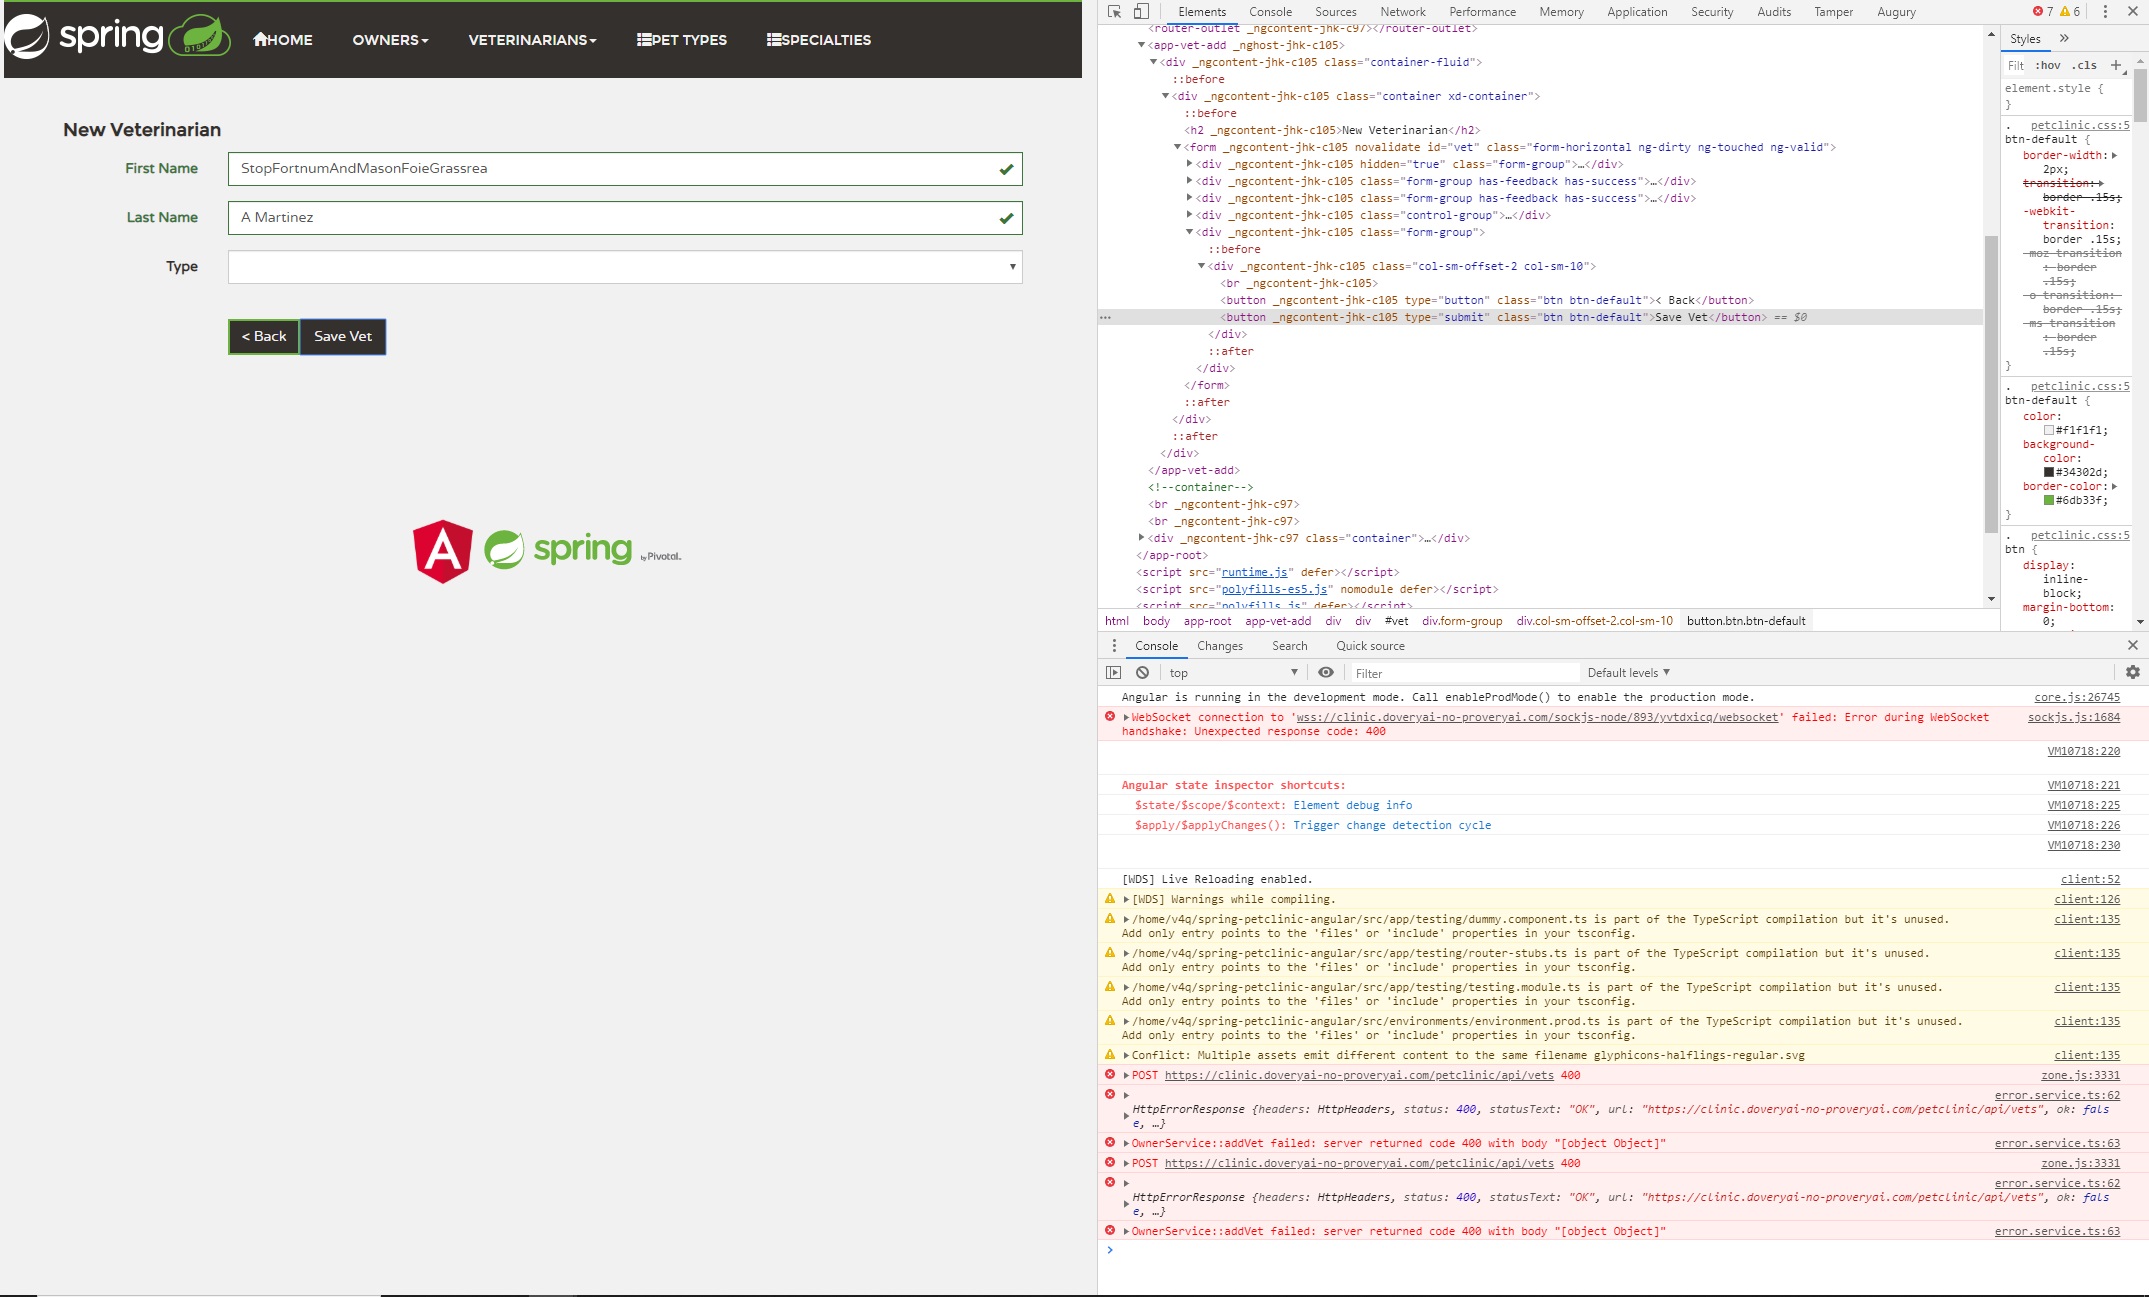 spring
HOME
OWNERS
VETERINARIANS
PET TYPES
SPECIALTIES
New Veterinarian
First Name
StopFortnumAndMasonFoieGrassrea
Last Name
A Martinez
Type
< Back
Save Vet
spring by Pivotal.
Elements Console Sources Network Performance Memory Application Security Audits Tamper Augury 7 6
<router-outlet _ngcontent-jhk-c97></router-outlet>
<app-vet-add _nghost-jhk-c105>
<div _ngcontent-jhk-c105 class="container-fluid">
::before
<div _ngcontent-jhk-c105 class="container xd-container">
::before
<h2 _ngcontent-jhk-c105>New Veterinarian</h2>
<form _ngcontent-jhk-c105 novalidate id="vet" class="form-horizontal ng-dirty ng-touched ng-valid">
<div _ngcontent-jhk-c105 hidden="true" class="form-group">…</div>
<div _ngcontent-jhk-c105 class="form-group has-feedback has-success">…</div>
<div _ngcontent-jhk-c105 class="form-group has-feedback has-success">…</div>
<div _ngcontent-jhk-c105 class="control-group">…</div>
<div _ngcontent-jhk-c105 class="form-group">
::before
<div _ngcontent-jhk-c105 class="col-sm-offset-2 col-sm-10">
<br _ngcontent-jhk-c105>
<button _ngcontent-jhk-c105 type="button" class="btn btn-default">< Back</button>
… <button _ngcontent-jhk-c105 type="submit" class="btn btn-default">Save Vet</button> == $0
</div>
::after
</div>
</form>
::after
</div>
::after
</div>
</app-vet-add>
<!--container-->
<br _ngcontent-jhk-c97>
<br _ngcontent-jhk-c97>
<div _ngcontent-jhk-c97 class="container">…</div>
</app-root>
<script src="runtime.js" defer></script>
<script src="polyfills-es5.js" nomodule defer></script>
<script src="polyfills.js" defer></script>
html body app-root app-vet-add div div #vet div.form-group div.col-sm-offset-2.col-sm-10 button.btn.btn-default
Styles »
Filt :hov .cls +
element.style {
}
. petclinic.css:5
btn-default {
border-width:
2px;
transition:
border .15s;
-webkit-
transition:
border .15s;
-moz-transition
: border
.15s;
-o-transition:
border .15s;
-ms-transition
: border
.15s;
}
. petclinic.css:5
btn-default {
color:
#f1f1f1;
background-
color:
#34302d;
border-color:
#6db33f;
}
. petclinic.css:5
btn {
display:
inline-
block;
margin-bottom:
0;
Console Changes Search Quick source
top Filter Default levels
Angular is running in the development mode. Call enableProdMode() to enable the production mode. core.js:26745
WebSocket connection to 'wss://clinic.doveryai-no-proveryai.com/sockjs-node/893/yvtdxicq/websocket' failed: Error during WebSocket sockjs.js:1684
handshake: Unexpected response code: 400
VM10718:220
Angular state inspector shortcuts: VM10718:221
$state/$scope/$context: Element debug info VM10718:225
$apply/$applyChanges(): Trigger change detection cycle VM10718:226
VM10718:230
[WDS] Live Reloading enabled. client:52
[WDS] Warnings while compiling. client:126
/home/v4q/spring-petclinic-angular/src/app/testing/dummy.component.ts is part of the TypeScript compilation but it's unused. client:135
Add only entry points to the 'files' or 'include' properties in your tsconfig.
/home/v4q/spring-petclinic-angular/src/app/testing/router-stubs.ts is part of the TypeScript compilation but it's unused. client:135
Add only entry points to the 'files' or 'include' properties in your tsconfig.
/home/v4q/spring-petclinic-angular/src/app/testing/testing.module.ts is part of the TypeScript compilation but it's unused. client:135
Add only entry points to the 'files' or 'include' properties in your tsconfig.
/home/v4q/spring-petclinic-angular/src/environments/environment.prod.ts is part of the TypeScript compilation but it's unused. client:135
Add only entry points to the 'files' or 'include' properties in your tsconfig.
Conflict: Multiple assets emit different content to the same filename glyphicons-halflings-regular.svg client:135
POST https://clinic.doveryai-no-proveryai.com/petclinic/api/vets 400 zone.js:3331
error.service.ts:62
HttpErrorResponse {headers: HttpHeaders, status: 400, statusText: "OK", url: "https://clinic.doveryai-no-proveryai.com/petclinic/api/vets", ok: fals
e, …}
OwnerService::addVet failed: server returned code 400 with body "[object Object]" error.service.ts:63
POST https://clinic.doveryai-no-proveryai.com/petclinic/api/vets 400 zone.js:3331
error.service.ts:62
HttpErrorResponse {headers: HttpHeaders, status: 400, statusText: "OK", url: "https://clinic.doveryai-no-proveryai.com/petclinic/api/vets", ok: fals
e, …}
OwnerService::addVet failed: server returned code 400 with body "[object Object]" error.service.ts:63